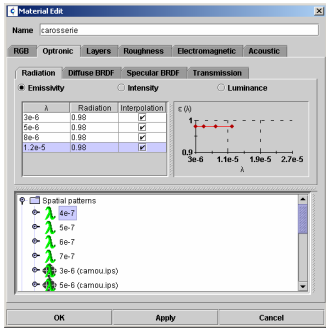 Material Edit
Name carosserie
RGB Optronic Layers Roughness Electromagnetic Acoustic
Radiation Diffuse BRDF Specular BRDF Transmission
Emissivity Intensity Luminance
λ Radiation Interpolation
3e-6 0.98
5e-6 0.98
8e-6 0.98
1.2e-5 0.98
ε (λ)
1
0.9
3e-6 1.1e-5 1.9e-5 2.7e-5
λ
Spatial patterns
4e-7
5e-7
6e-7
7e-7
3e-6 (camou.ips)
5e-6 (camou.ips)
OK Apply Cancel